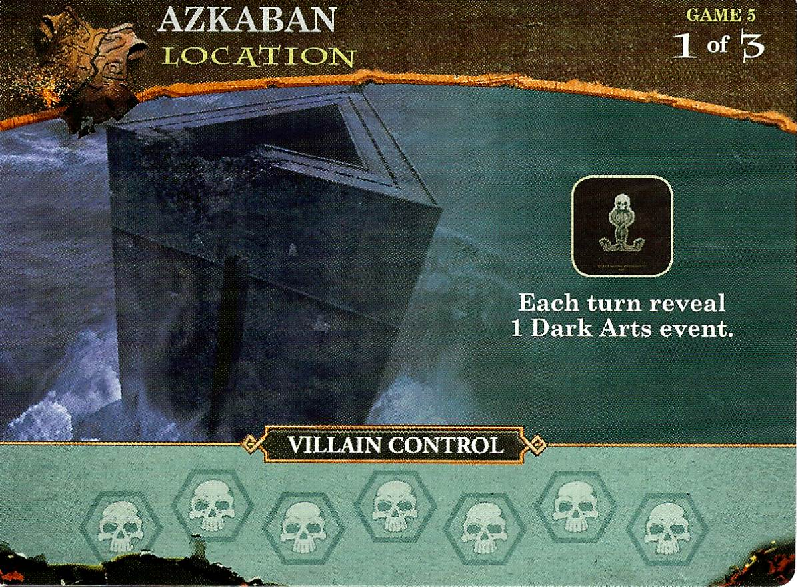 AZKABAN
LOCATION
GAME 5
1 of 3
Each turn reveal
1 Dark Arts event.
VILLAIN CONTROL